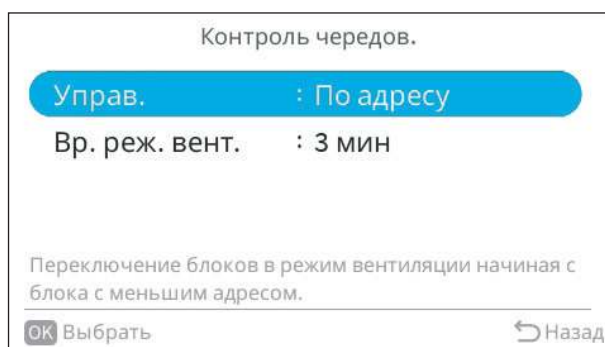 Контроль чередов.
Управ. : По адресу
Вр. реж. вент. : 3 мин
Переключение блоков в режим вентиляции начиная с
блока с меньшим адресом.
OK Выбрать Назад